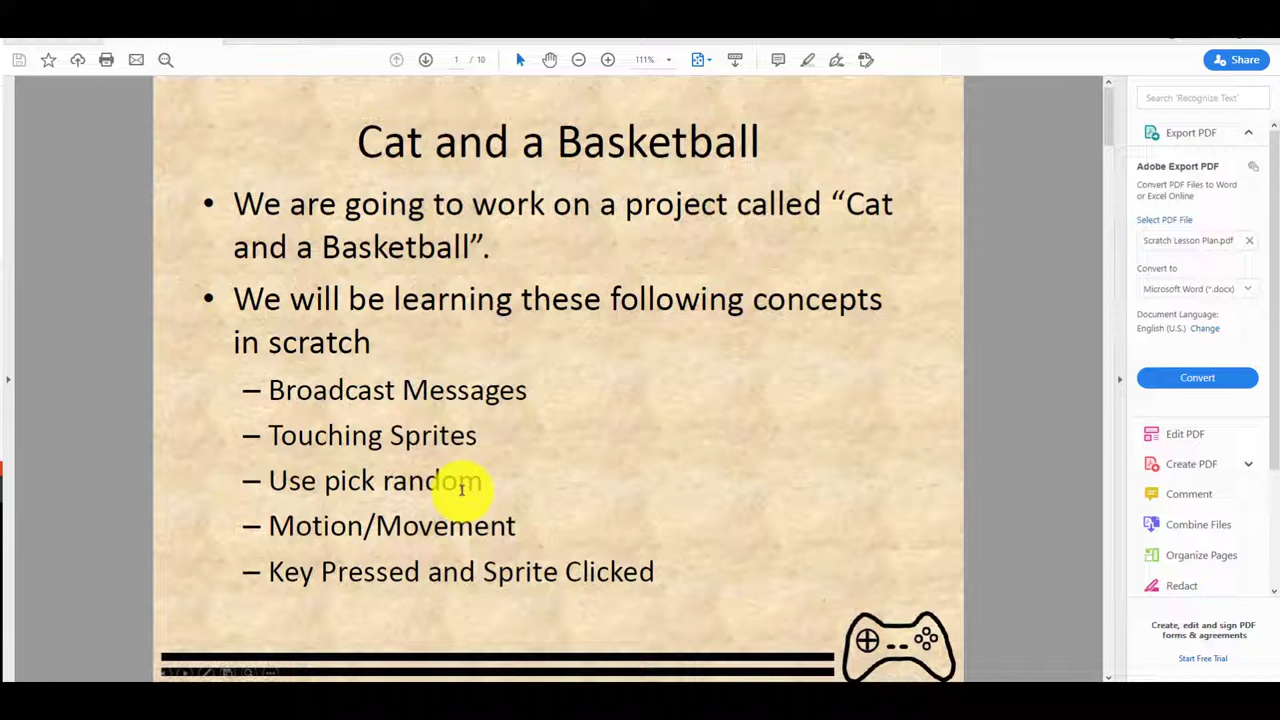 1 / 10
111%
Share
Search 'Recognize Text'
Cat and a Basketball
• We are going to work on a project called “Cat
and a Basketball”.
• We will be learning these following concepts
in scratch
– Broadcast Messages
– Touching Sprites
– Use pick random
– Motion/Movement
– Key Pressed and Sprite Clicked
Export PDF
Adobe Export PDF
Convert PDF Files to Word
or Excel Online
Select PDF File
Scratch Lesson Plan.pdf
Convert to
Microsoft Word (*.docx)
Document Language:
English (U.S.) Change
Convert
Edit PDF
Create PDF
Comment
Combine Files
Organize Pages
Redact
Create, edit and sign PDF
forms & agreements
Start Free Trial